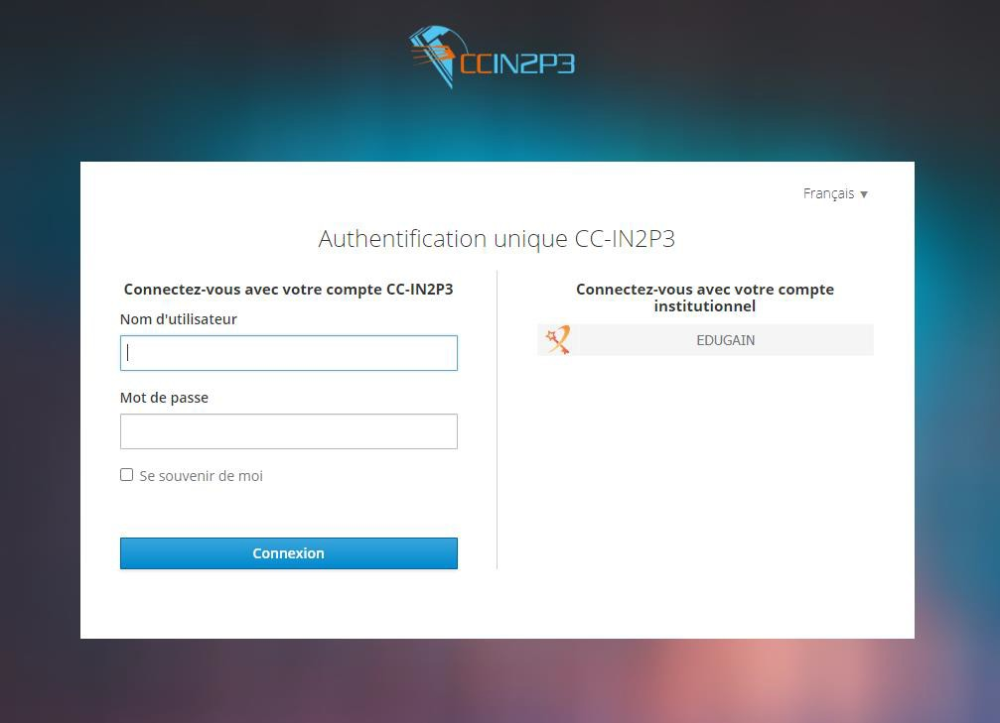 CCIN2P3
Français ▼
Authentification unique CC-IN2P3
Connectez-vous avec votre compte CC-IN2P3
Nom d'utilisateur
Mot de passe
Se souvenir de moi
Connexion
Connectez-vous avec votre compte
institutionnel
EDUGAIN